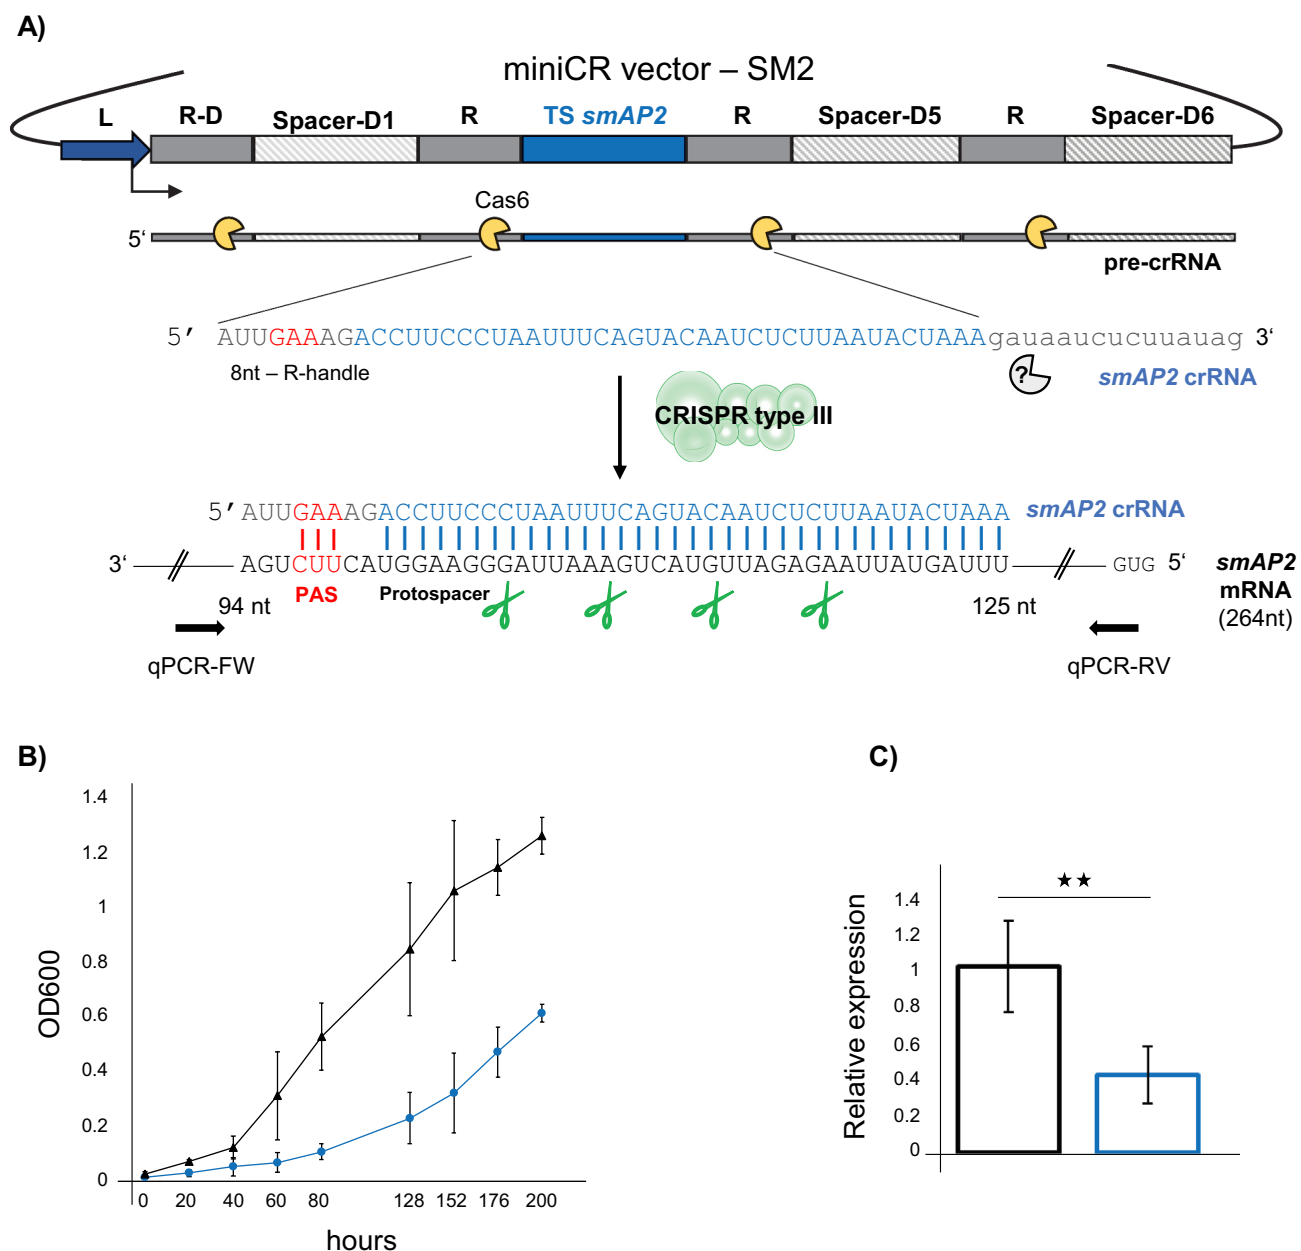 A)
miniCR vector – SM2
L R-D Spacer-D1 R TS smAP2 R Spacer-D5 R Spacer-D6
Cas6
5‘
pre-crRNA
5′ AUUGAAAGACCUUCCCUAAUUUCAGUACAAUCUCUUAAUACUAAAgauaaucucuuauag 3‘
8nt – R-handle
?
smAP2 crRNA
CRISPR type III
5′ AUUGAAAGACCUUCCCUAAUUUCAGUACAAUCUCUUAAUACUAAA smAP2 crRNA
3‘ AGUCUUCAUGGAAGGGAUUAAAGUCAUGUUAGAGAAUUAUGAUUU GUG 5‘ smAP2
mRNA
(264nt)
PAS Protospacer
94 nt 125 nt
qPCR-FW qPCR-RV
B)
1.4
1.2
1
0.8
0.6
0.4
0.2
0
OD600
0 20 40 60 80 128 152 176 200
hours
C)
★★
1.4
1.2
1
0.8
0.6
0.4
0.2
0
Relative expression